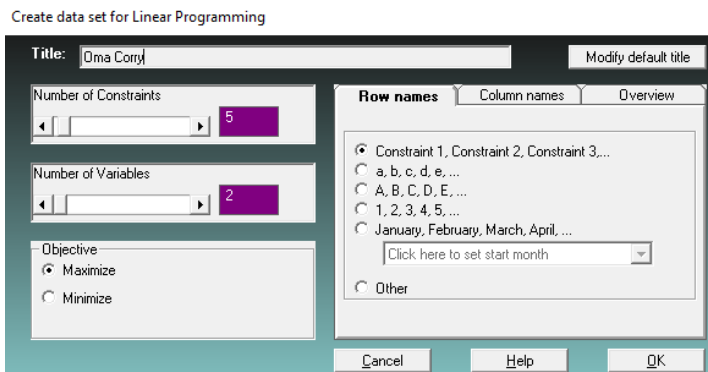 Create data set for Linear Programming
Title: Oma Corry
Modify default title
Number of Constraints
5
Number of Variables
2
Objective
Maximize
Minimize
Row names
Column names
Overview
Constraint 1, Constraint 2, Constraint 3,...
a, b, c, d, e, ...
A, B, C, D, E, ...
1, 2, 3, 4, 5, ...
January, February, March, April, ...
Click here to set start month
Other
Cancel
Help
OK